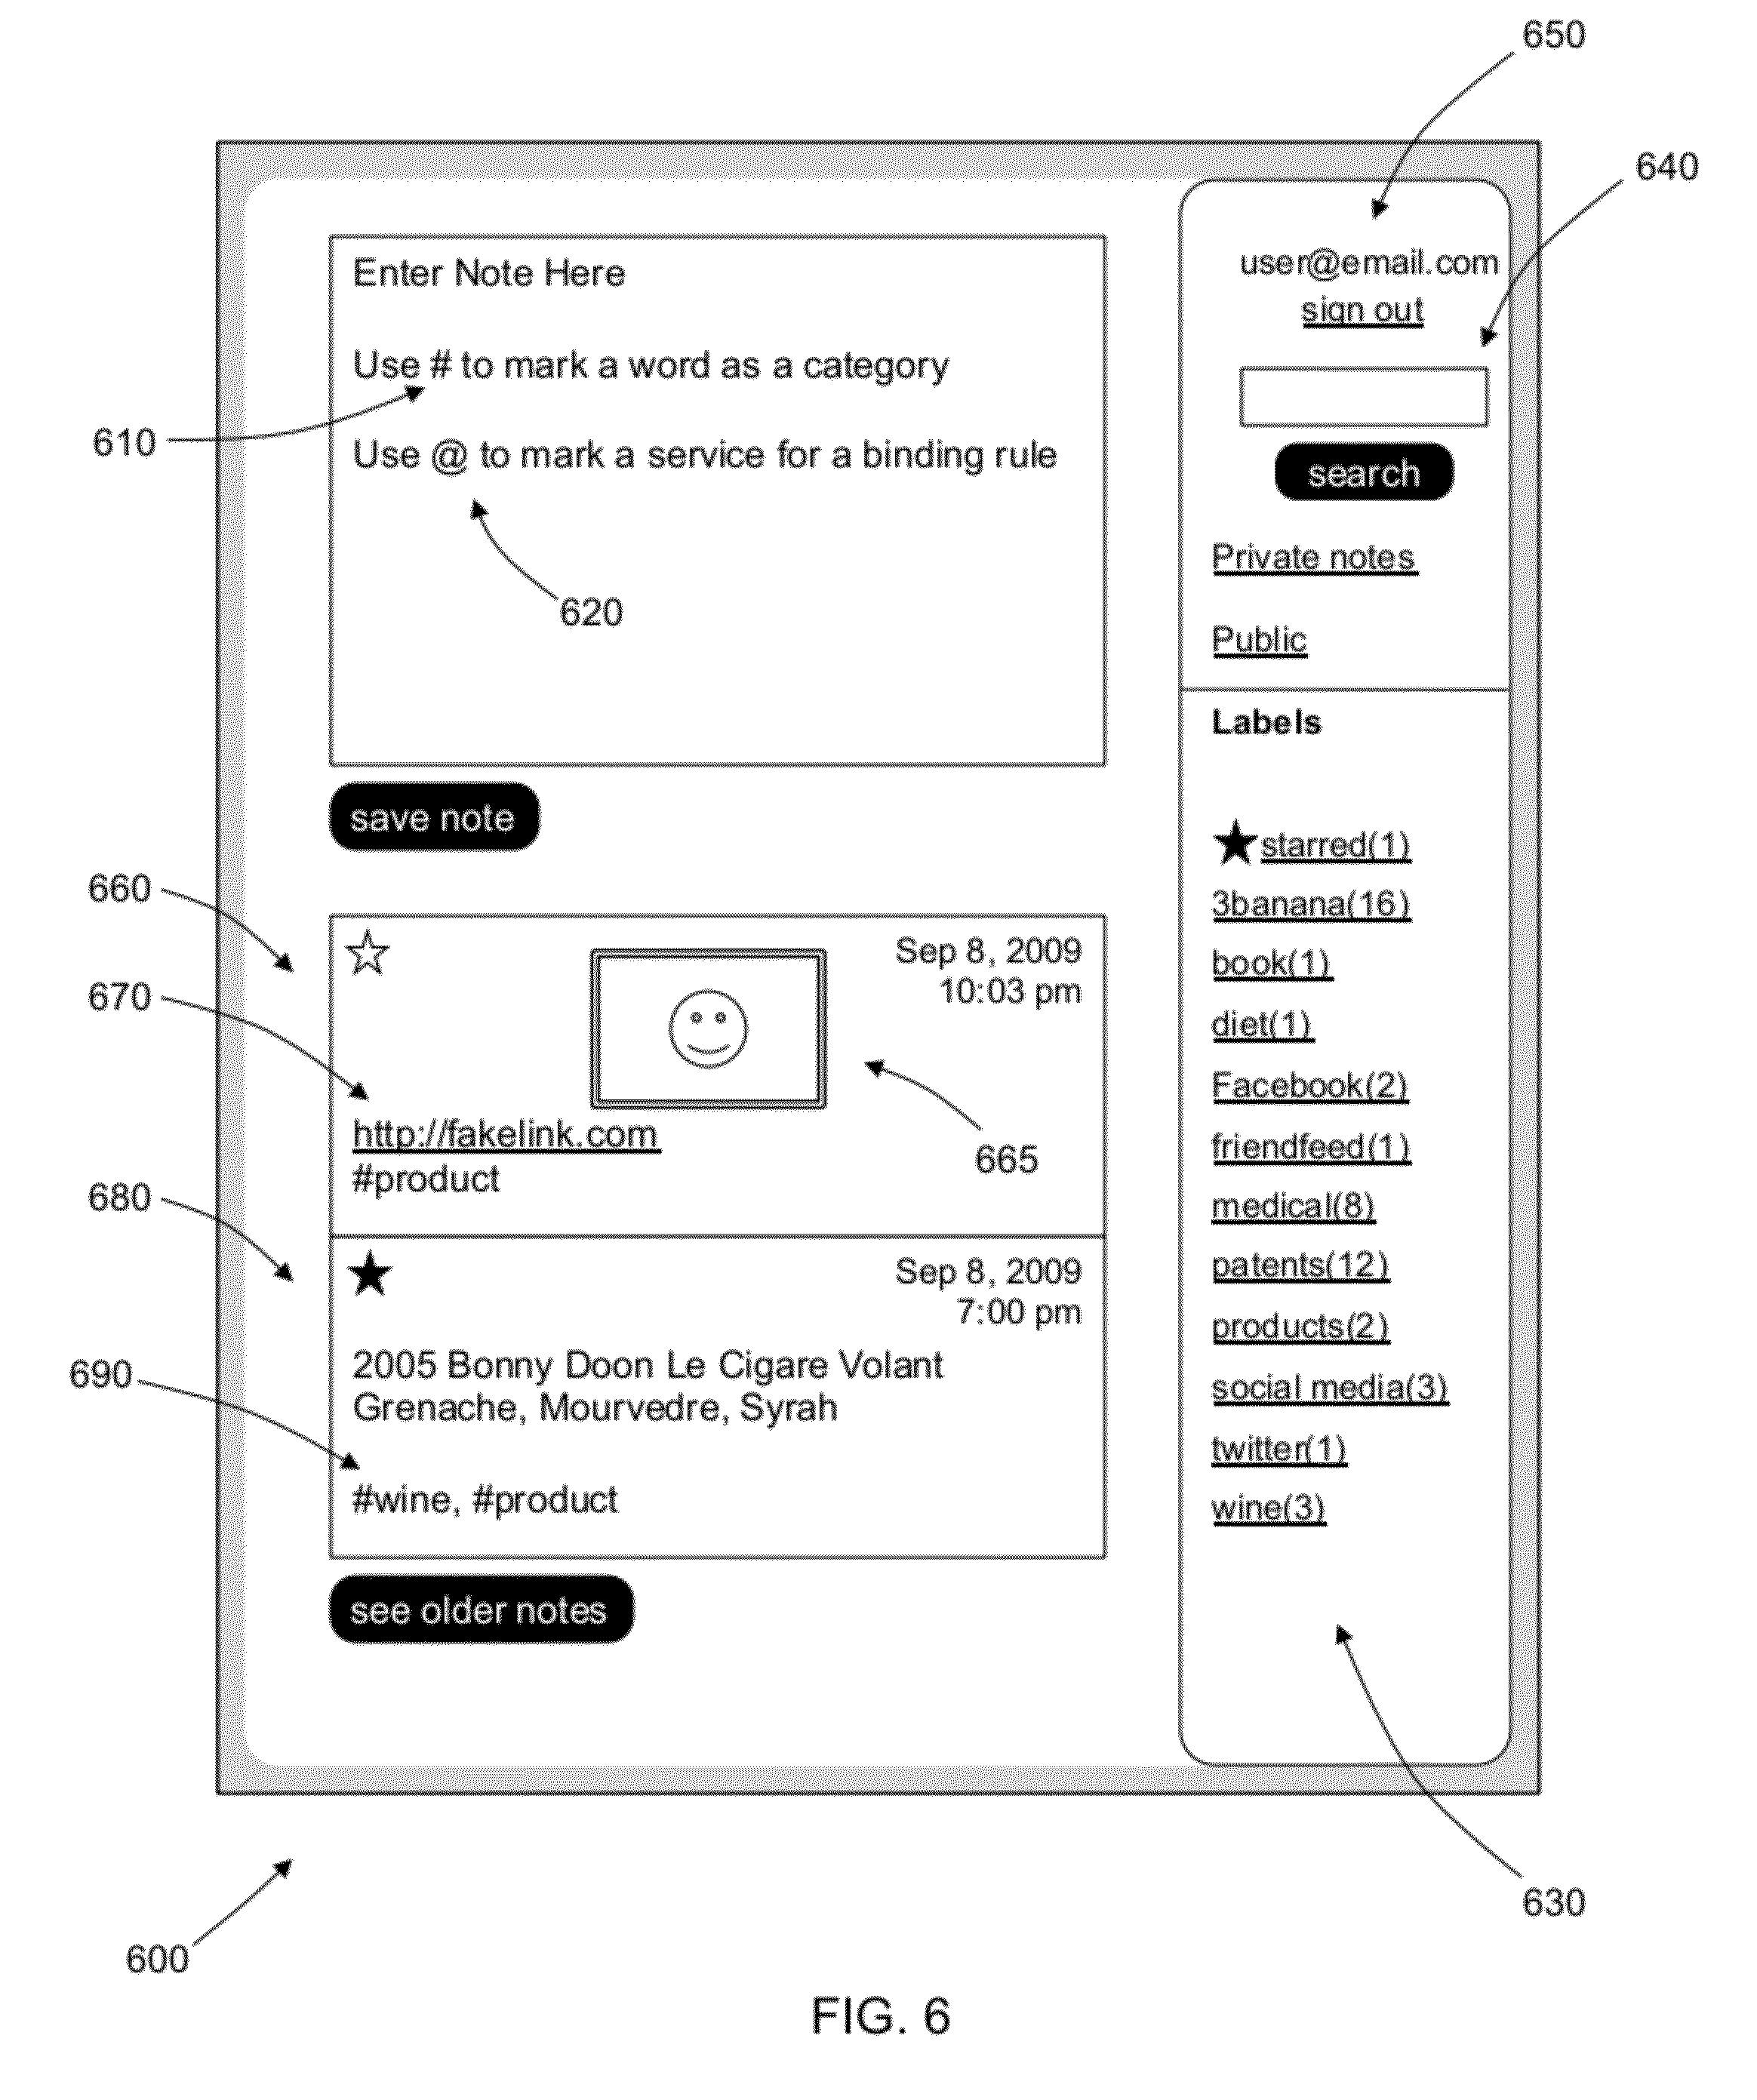 650
640
user@email.com
sign out
search
Private notes
Public
Enter Note Here
Use # to mark a word as a category
610
Use @ to mark a service for a binding rule
620
save note
Labels
★starred(1)
3banana(16)
book(1)
diet(1)
Facebook(2)
friendfeed(1)
medical(8)
patents(12)
products(2)
social media(3)
twitter(1)
wine(3)
660
Sep 8, 2009
10:03 pm
670
http://fakelink.com
665
#product
680
Sep 8, 2009
7:00 pm
2005 Bonny Doon Le Cigare Volant
Grenache, Mourvedre, Syrah
690
#wine, #product
see older notes
630
600
FIG. 6